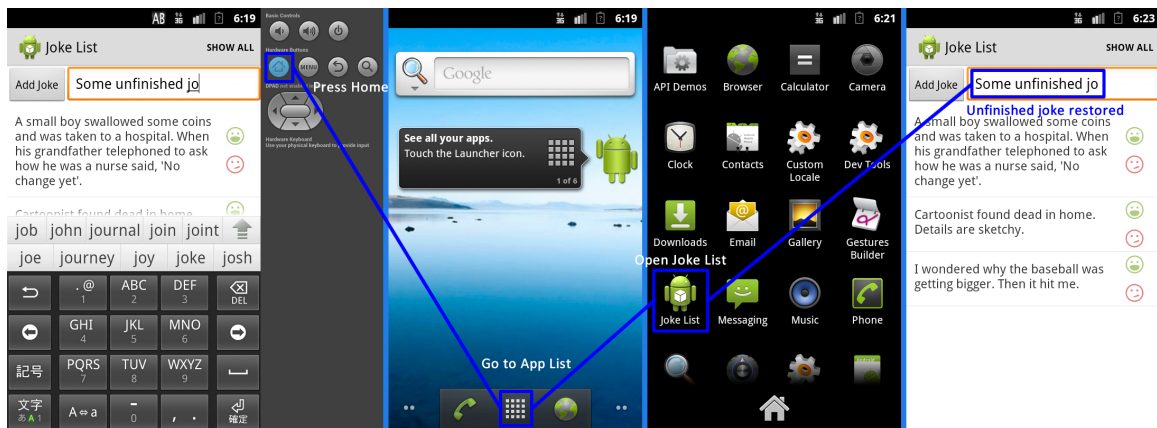 AB 3G 6:19
Joke List SHOW ALL
Add Joke Some unfinished jo
A small boy swallowed some coins
and was taken to a hospital. When
his grandfather telephoned to ask
how he was a nurse said, 'No
change yet'.
Cartoonist found dead in home.
job john journal join joint
joe journey joy joke josh
. @ ABC DEF
1 2 3 DEL
GHI JKL MNO
4 5 6
記号 PQRS TUV WXYZ
7 8 9
文字 A⇔a - , .
あA1 0 確定
Basic Controls
Hardware Buttons
MENU
Press Home
Hardware Keyboard
Use your physical keyboard to provide input
3G 6:19
Google
See all your apps.
Touch the Launcher icon.
1 of 6
Go to App List
3G 6:21
API Demos Browser Calculator Camera
Clock Contacts Custom Locale Dev Tools
Downloads Email Gallery Gestures Builder
Open Joke List
Joke List Messaging Music Phone
3G 6:23
Joke List SHOW ALL
Add Joke Some unfinished jo
Unfinished joke restored
A small boy swallowed some coins
and was taken to a hospital. When
his grandfather telephoned to ask
how he was a nurse said, 'No
change yet'.
Cartoonist found dead in home.
Details are sketchy.
I wondered why the baseball was
getting bigger. Then it hit me.